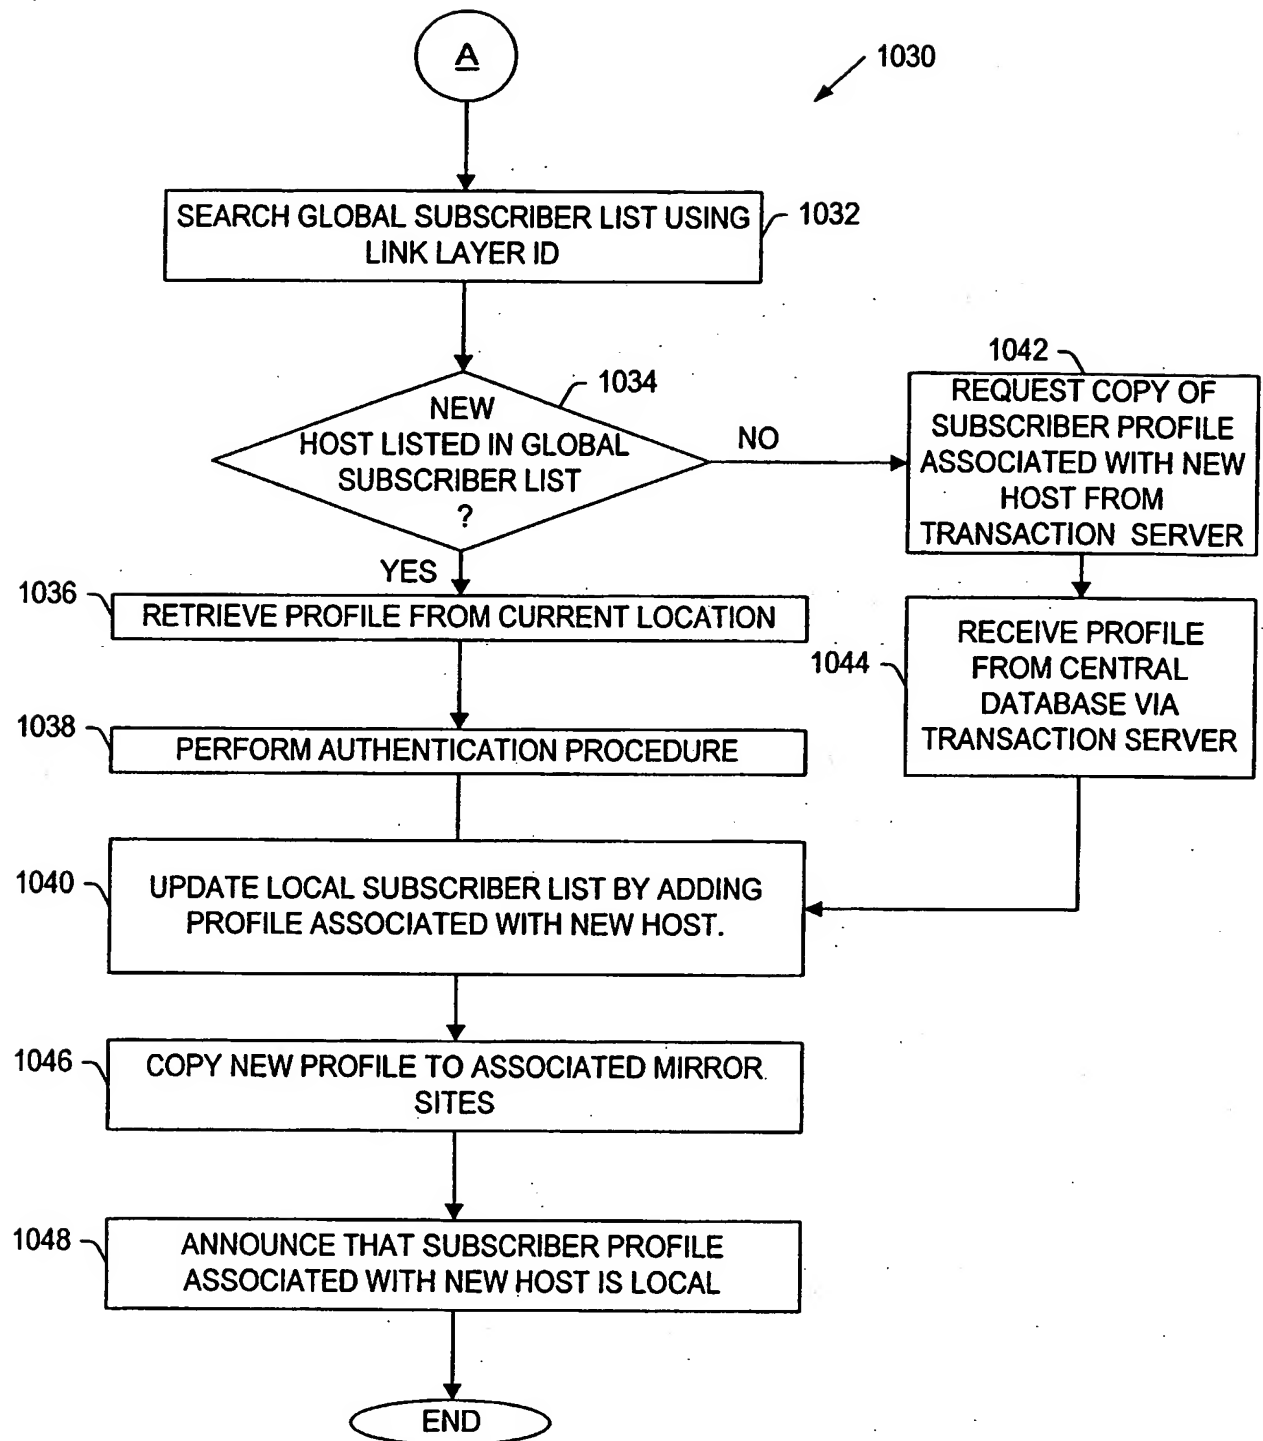 A
1030
SEARCH GLOBAL SUBSCRIBER LIST USING
LINK LAYER ID
1032
1034
NEW
HOST LISTED IN GLOBAL
SUBSCRIBER LIST
?
NO
YES
1042
REQUEST COPY OF
SUBSCRIBER PROFILE
ASSOCIATED WITH NEW
HOST FROM
TRANSACTION SERVER
1036
RETRIEVE PROFILE FROM CURRENT LOCATION
1044
RECEIVE PROFILE
FROM CENTRAL
DATABASE VIA
TRANSACTION SERVER
1038
PERFORM AUTHENTICATION PROCEDURE
1040
UPDATE LOCAL SUBSCRIBER LIST BY ADDING
PROFILE ASSOCIATED WITH NEW HOST.
1046
COPY NEW PROFILE TO ASSOCIATED MIRROR
SITES
1048
ANNOUNCE THAT SUBSCRIBER PROFILE
ASSOCIATED WITH NEW HOST IS LOCAL
END